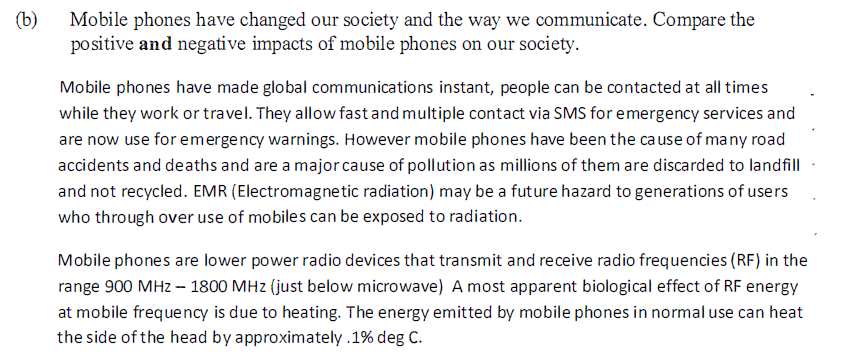 (b) Mobile phones have changed our society and the way we communicate. Compare the
positive and negative impacts of mobile phones on our society.
Mobile phones have made global communications instant, people can be contacted at all times
while they work or travel. They allow fast and multiple contact via SMS for emergency services and
are now use for emergency warnings. However mobile phones have been the cause of many road
accidents and deaths and are a major cause of pollution as millions of them are discarded to landfill
and not recycled. EMR (Electromagnetic radiation) may be a future hazard to generations of users
who through over use of mobiles can be exposed to radiation.
Mobile phones are lower power radio devices that transmit and receive radio frequencies (RF) in the
range 900 MHz – 1800 MHz (just below microwave) A most apparent biological effect of RF energy
at mobile frequency is due to heating. The energy emitted by mobile phones in normal use can heat
the side of the head by approximately .1% deg C.